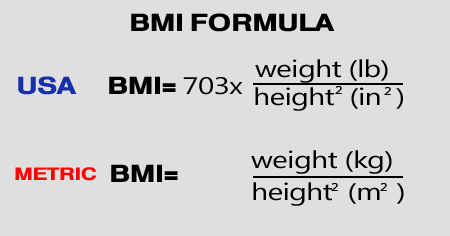 BMI FORMULA
USA BMI= 703x weight (lb)
height² (in²)
METRIC BMI= weight (kg)
height² (m²)